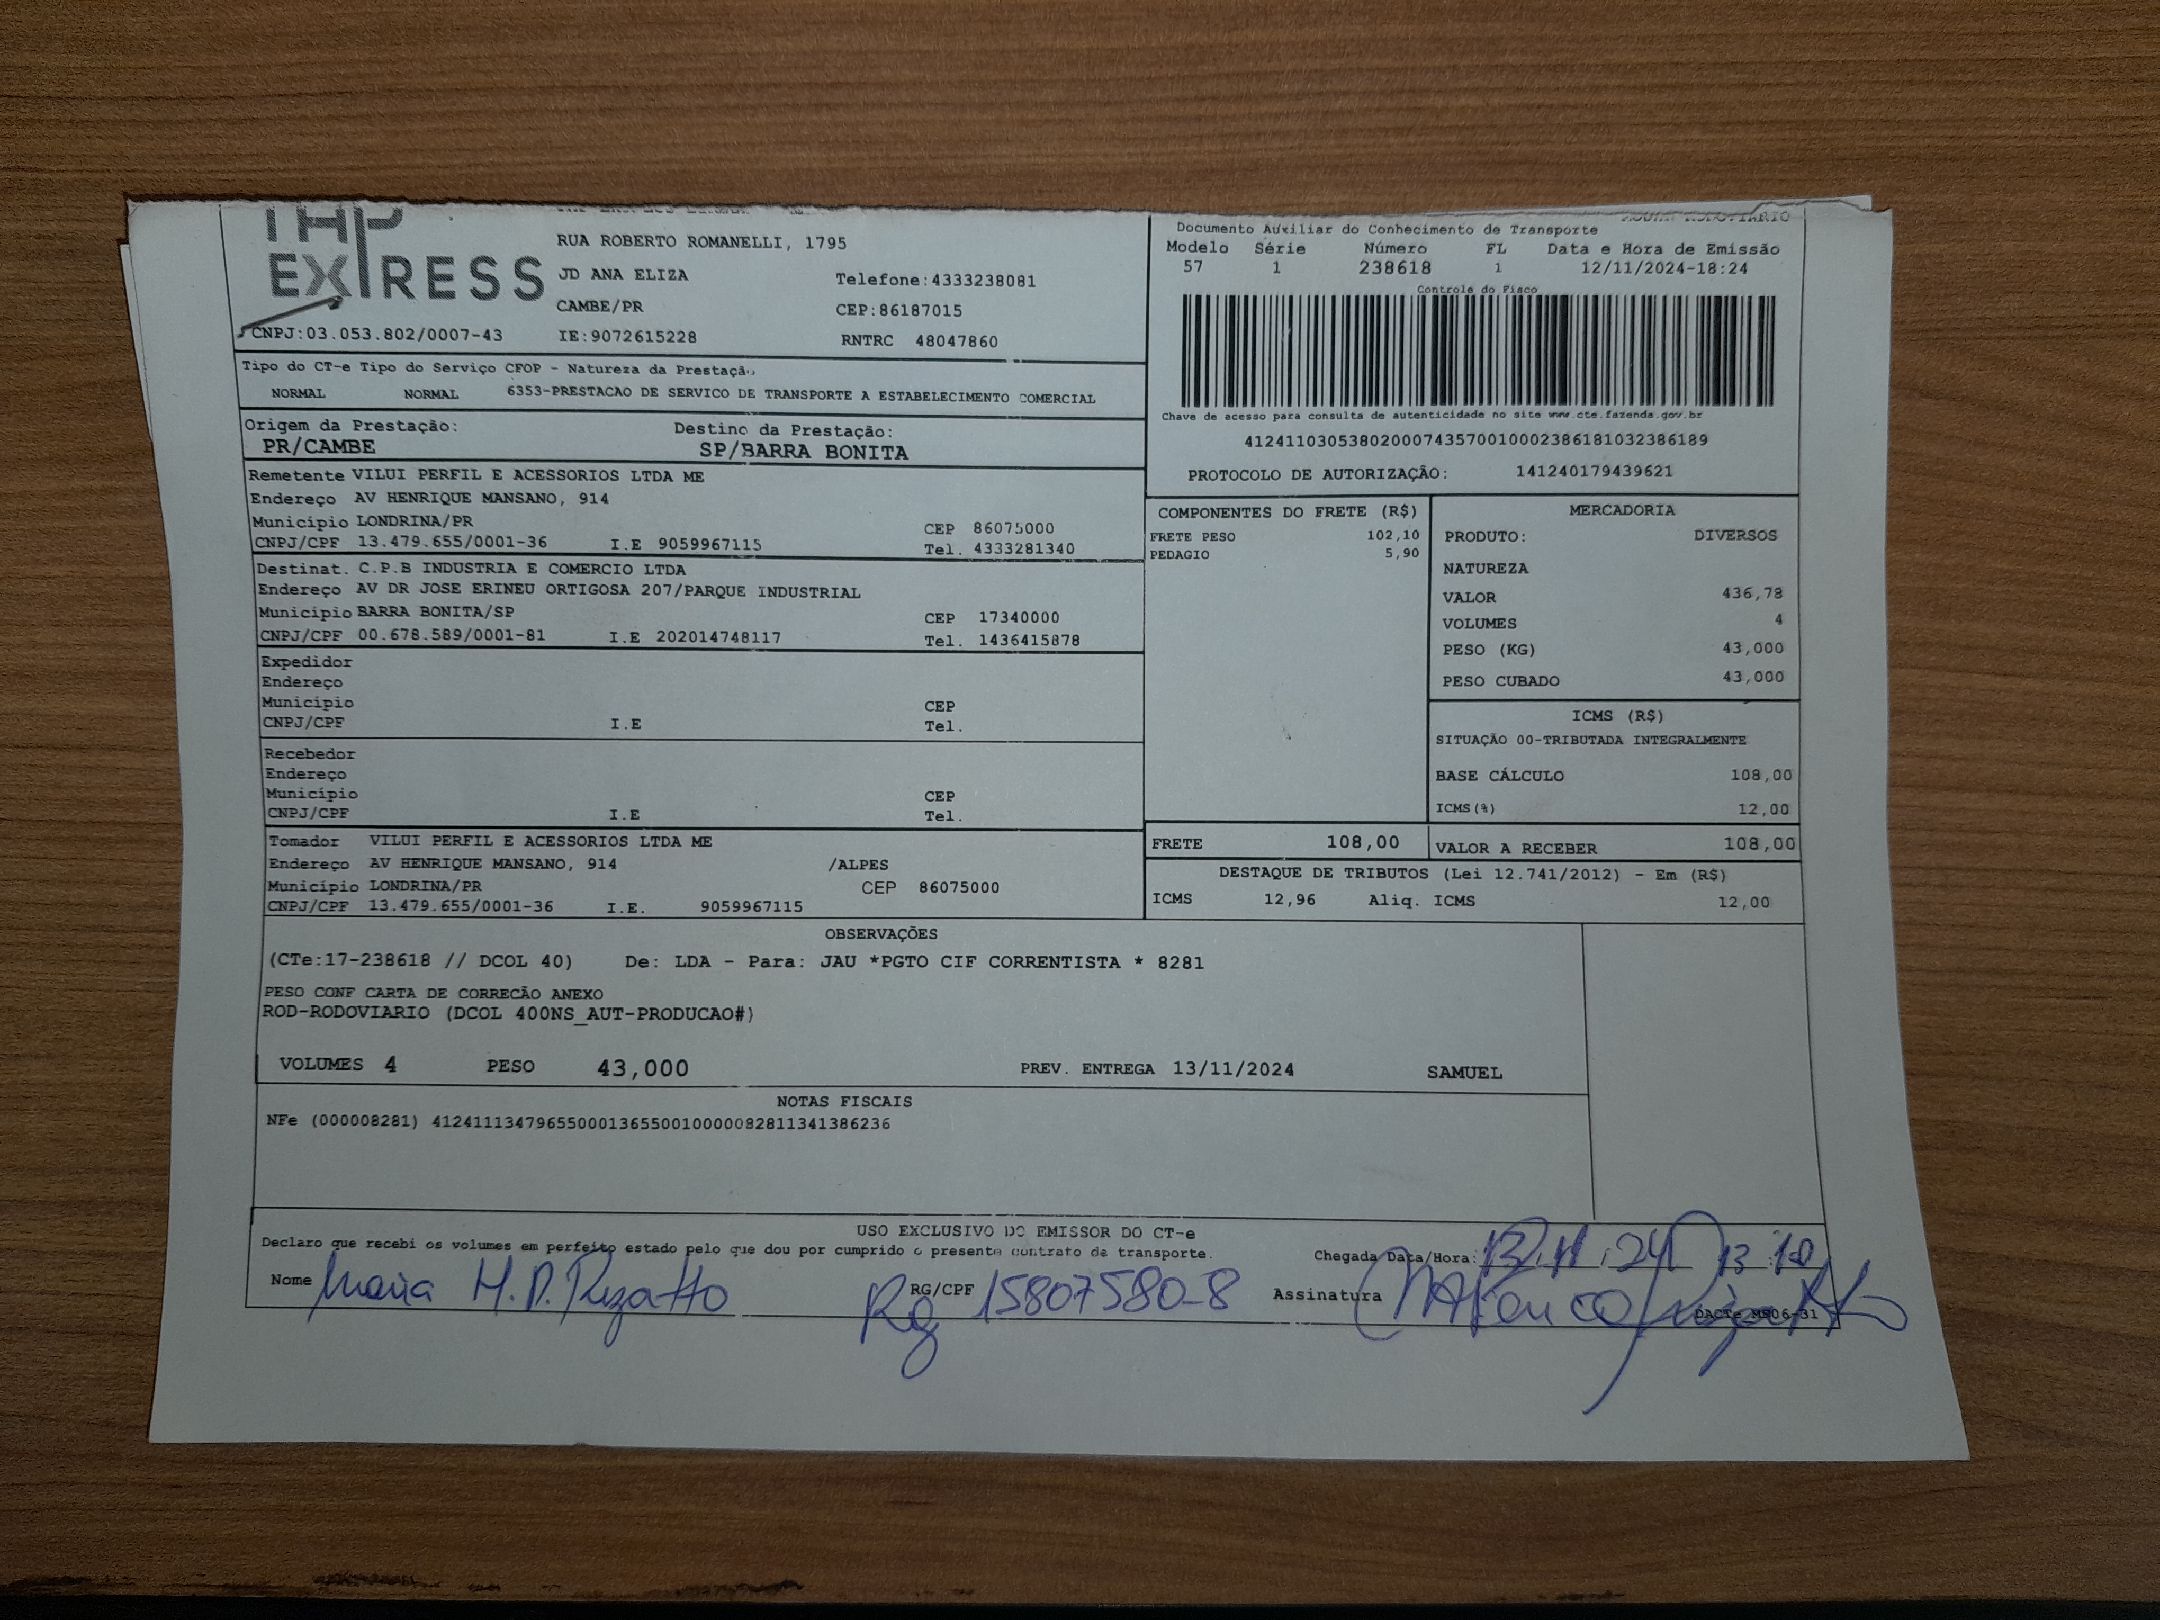 EXPRESS
CNPJ:03.053.802/0007-43
RUA ROBERTO ROMANELLI, 1795
JD ANA ELIZA Telefone:4333238081
CAMBE/PR CEP:86187015
IE:9072615228 RNTRC 48047860
Documento Auxiliar do Conhecimento de Transporte
Modelo Série Número FL Data e Hora de Emissão
57 1 238618 1 12/11/2024-18:24
Controle do Fisco
Chave de acesso para consulta de autenticidade no site www.cte.fazenda.gov.br
41241103053802000743570010002386181032386189
PROTOCOLO DE AUTORIZAÇÃO: 141240179439621
Tipo do CT-e Tipo do Serviço CFOP - Natureza da Prestação
NORMAL NORMAL 6353-PRESTACAO DE SERVICO DE TRANSPORTE A ESTABELECIMENTO COMERCIAL
Origem da Prestação: Destino da Prestação:
PR/CAMBE SP/BARRA BONITA
Remetente VILUI PERFIL E ACESSORIOS LTDA ME
Endereço AV HENRIQUE MANSANO, 914
Município LONDRINA/PR CEP 86075000
CNPJ/CPF 13.479.655/0001-36 I.E 9059967115 Tel. 4333281340
Destinat. C.P.B INDUSTRIA E COMERCIO LTDA
Endereço AV DR JOSE ERINEU ORTIGOSA 207/PARQUE INDUSTRIAL
Município BARRA BONITA/SP CEP 17340000
CNPJ/CPF 00.678.589/0001-81 I.E 202014748117 Tel. 1436415878
Expedidor
Endereço
Município CEP
CNPJ/CPF I.E Tel.
Recebedor
Endereço
Município CEP
CNPJ/CPF I.E Tel.
Tomador VILUI PERFIL E ACESSORIOS LTDA ME
Endereço AV HENRIQUE MANSANO, 914 /ALPES
Município LONDRINA/PR CEP 86075000
CNPJ/CPF 13.479.655/0001-36 I.E. 9059967115
COMPONENTES DO FRETE (R$)
FRETE PESO 102,10
PEDAGIO 5,90
MERCADORIA
PRODUTO: DIVERSOS
NATUREZA
VALOR 436,78
VOLUMES 4
PESO (KG) 43,000
PESO CUBADO 43,000
ICMS (R$)
SITUAÇÃO 00-TRIBUTADA INTEGRALMENTE
BASE CÁLCULO 108,00
ICMS(%) 12,00
FRETE 108,00 VALOR A RECEBER 108,00
DESTAQUE DE TRIBUTOS (Lei 12.741/2012) - Em (R$)
ICMS 12,96 Aliq. ICMS 12,00
OBSERVAÇÕES
(CTe:17-238618 // DCOL 40) De: LDA - Para: JAU *PGTO CIF CORRENTISTA * 8281
PESO CONF CARTA DE CORRECÃO ANEXO
ROD-RODOVIARIO (DCOL 400NS_AUT-PRODUCAO#)
VOLUMES 4 PESO 43,000 PREV. ENTREGA 13/11/2024 SAMUEL
NOTAS FISCAIS
NFe (000008281) 41241113479655000136550010000082811341386236
USO EXCLUSIVO DO EMISSOR DO CT-e
Declaro que recebi os volumes em perfeito estado pelo que dou por cumprido o presente contrato de transporte.
Chegada Data/Hora: 13.11.24 13:10
Nome Maria H.D. Rizatto RG/CPF Rg 15807580-8 Assinatura
DACTe M806-31